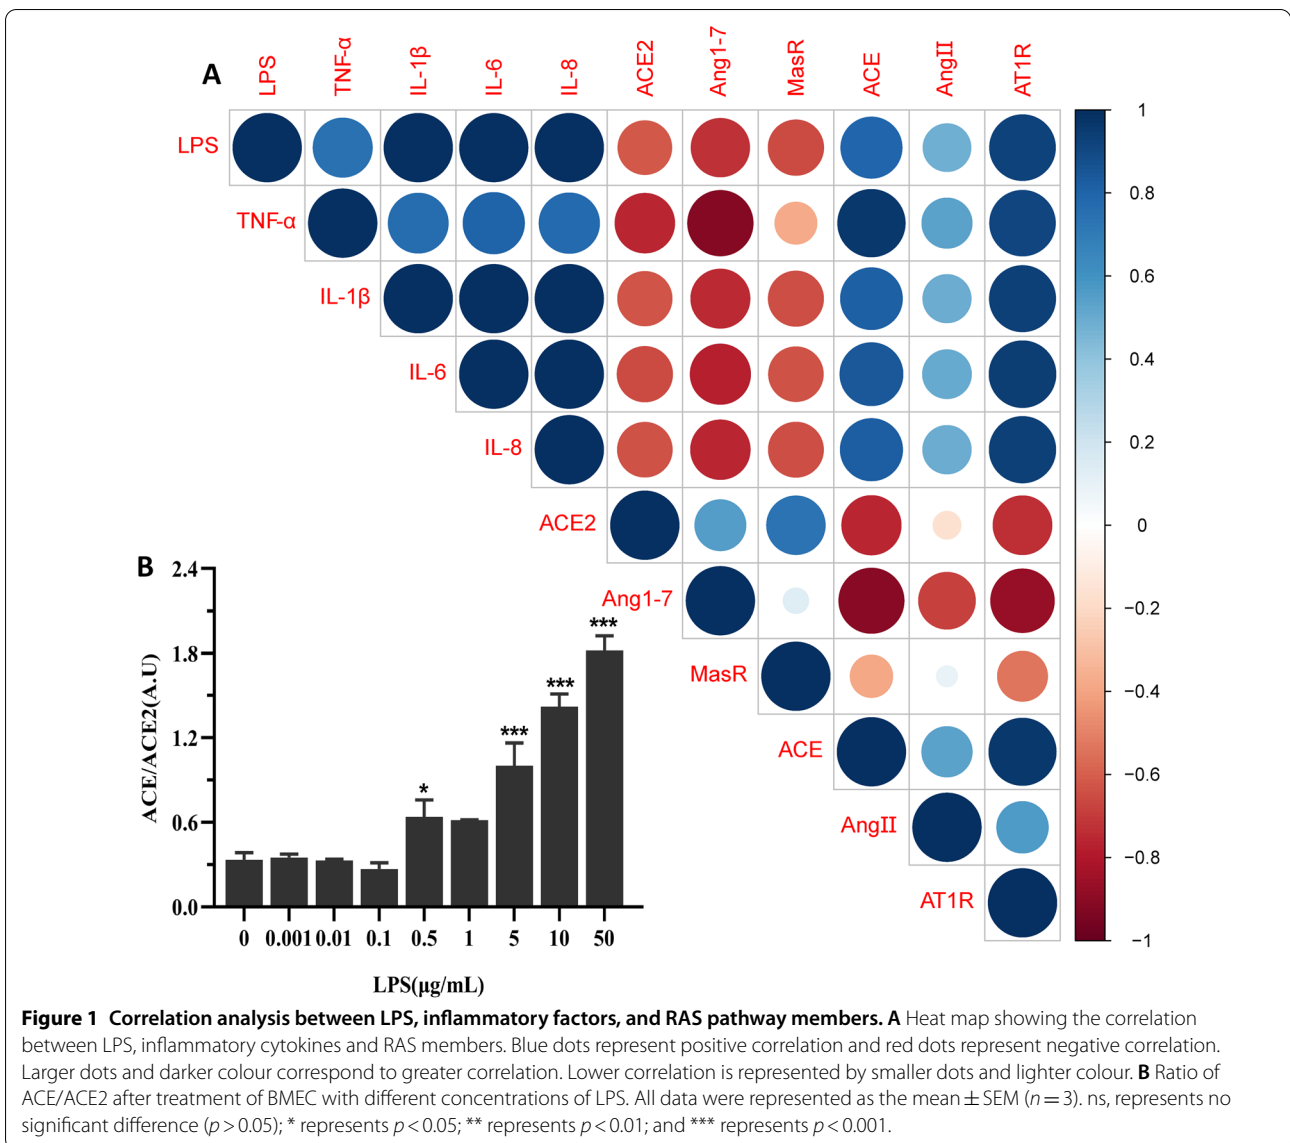 A
LPS TNF-α IL-1β IL-6 IL-8 ACE2 Ang1-7 MasR ACE AngII AT1R
LPS
TNF-α
IL-1β
IL-6
IL-8
ACE2
Ang1-7
MasR
ACE
AngII
AT1R
1
0.8
0.6
0.4
0.2
0
−0.2
−0.4
−0.6
−0.8
−1
B
ACE/ACE2(A.U)
2.4
1.8
1.2
0.6
0.0
* *** *** ***
0 0.001 0.01 0.1 0.5 1 5 10 50
LPS(μg/mL)
Figure 1 Correlation analysis between LPS, inflammatory factors, and RAS pathway members. A Heat map showing the correlation
between LPS, inflammatory cytokines and RAS members. Blue dots represent positive correlation and red dots represent negative correlation.
Larger dots and darker colour correspond to greater correlation. Lower correlation is represented by smaller dots and lighter colour. B Ratio of
ACE/ACE2 after treatment of BMEC with different concentrations of LPS. All data were represented as the mean ± SEM (n = 3). ns, represents no
significant difference (p > 0.05); * represents p < 0.05; ** represents p < 0.01; and *** represents p < 0.001.